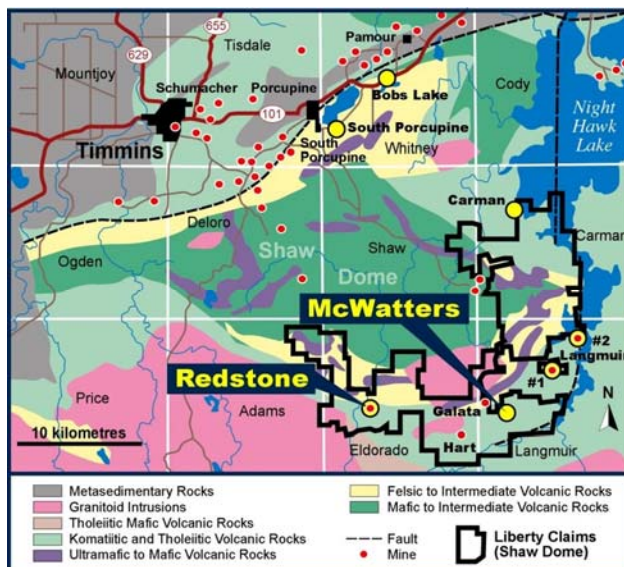 655
629
101
Tisdale
Pamour
Mountjoy
Schumacher
Porcupine
Cody
Bobs Lake
Night
Hawk
Lake
Timmins
South Porcupine
South
Porcupine
Whitney
Carman
Deloro
Carman
Shaw
Shaw
Ogden
Dome
McWatters
#2
Langmuir
#1
Redstone
Price
Adams
Galata
N
10 kilometres
Eldorado
Hart
Langmuir
Metasedimentary Rocks
Granitoid Intrusions
Tholeiitic Mafic Volcanic Rocks
Komatiitic and Tholeiitic Volcanic Rocks
Ultramafic to Mafic Volcanic Rocks
Felsic to Intermediate Volcanic Rocks
Mafic to Intermediate Volcanic Rocks
Fault
Mine
Liberty Claims
(Shaw Dome)